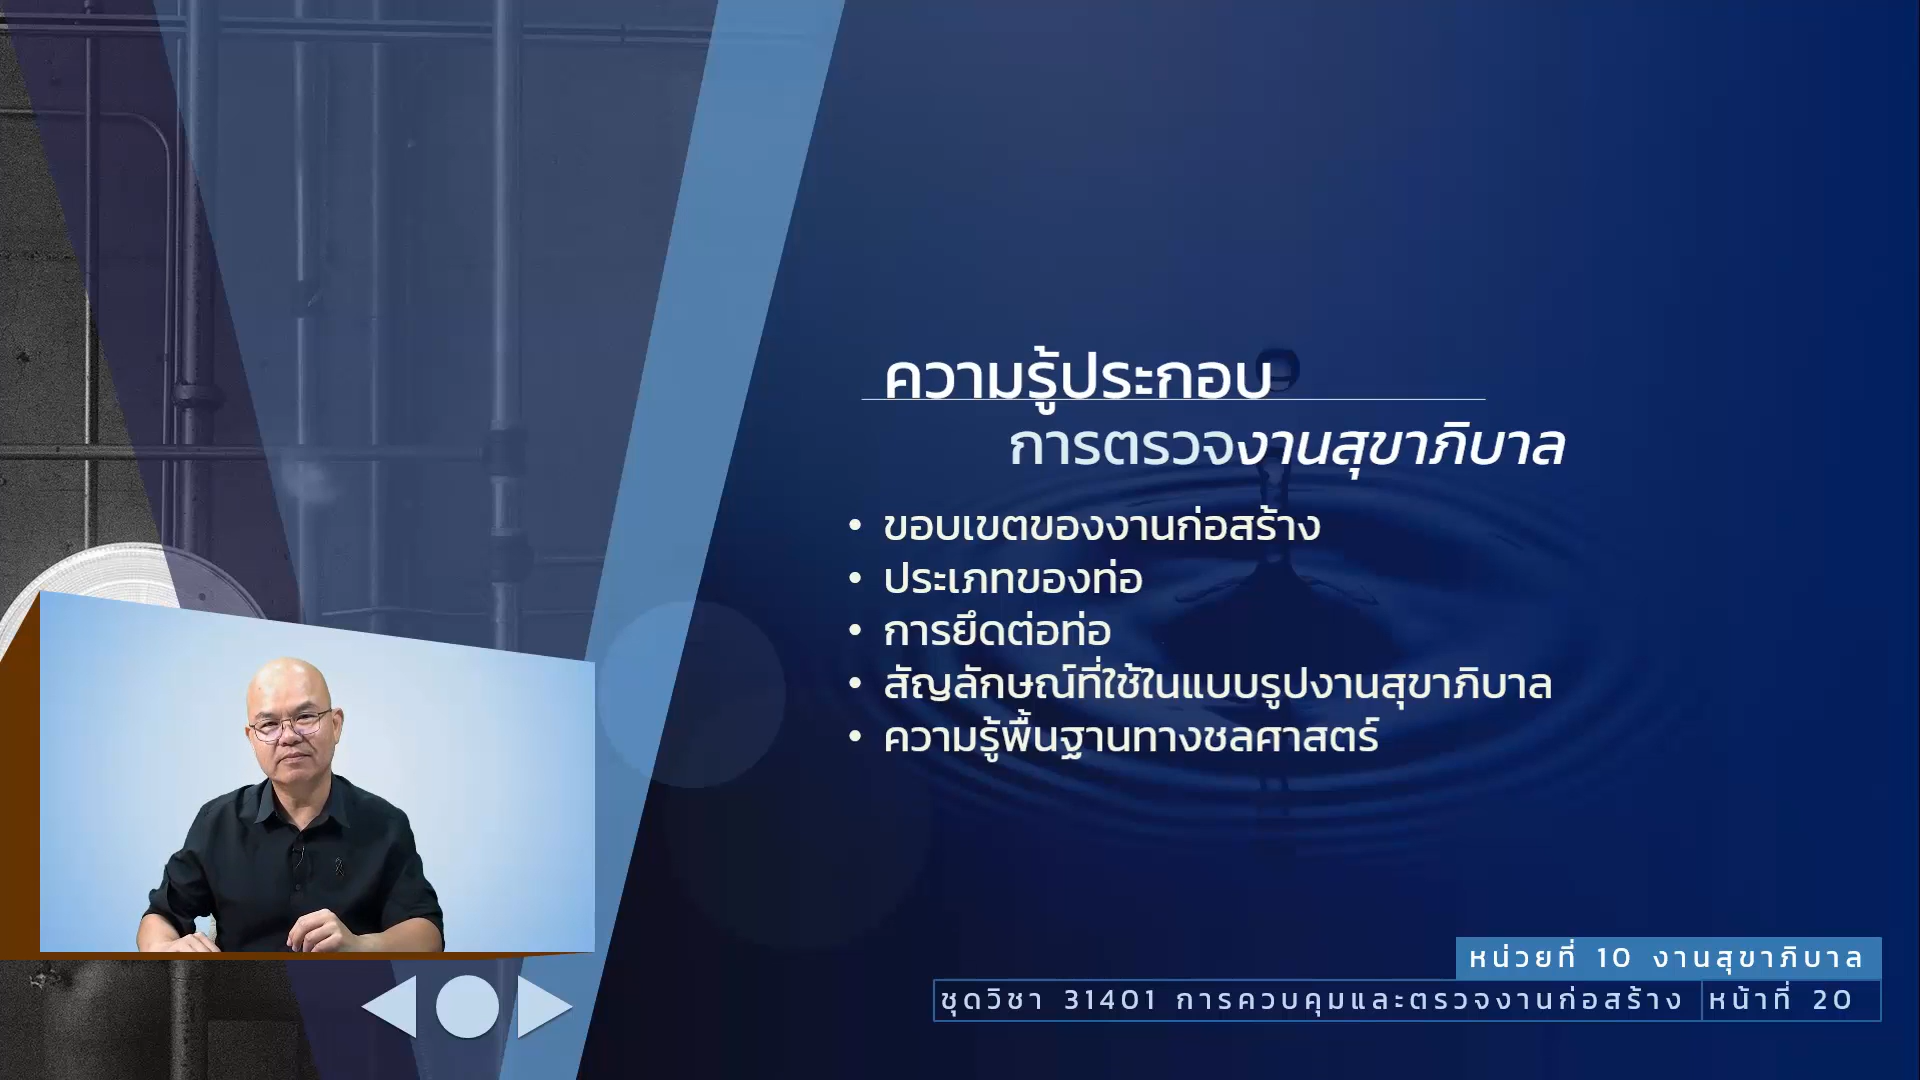 ความรู้ประกอบ
การตรวจงานสุขาภิบาล
• ขอบเขตของงานก่อสร้าง
• ประเภทของท่อ
• การยึดต่อท่อ
• สัญลักษณ์ที่ใช้ในแบบรูปงานสุขาภิบาล
• ความรู้พื้นฐานทางชลศาสตร์
หน่วยที่ 10 งานสุขาภิบาล
ชุดวิชา 31401 การควบคุมและตรวจงานก่อสร้าง หน้าที่ 20